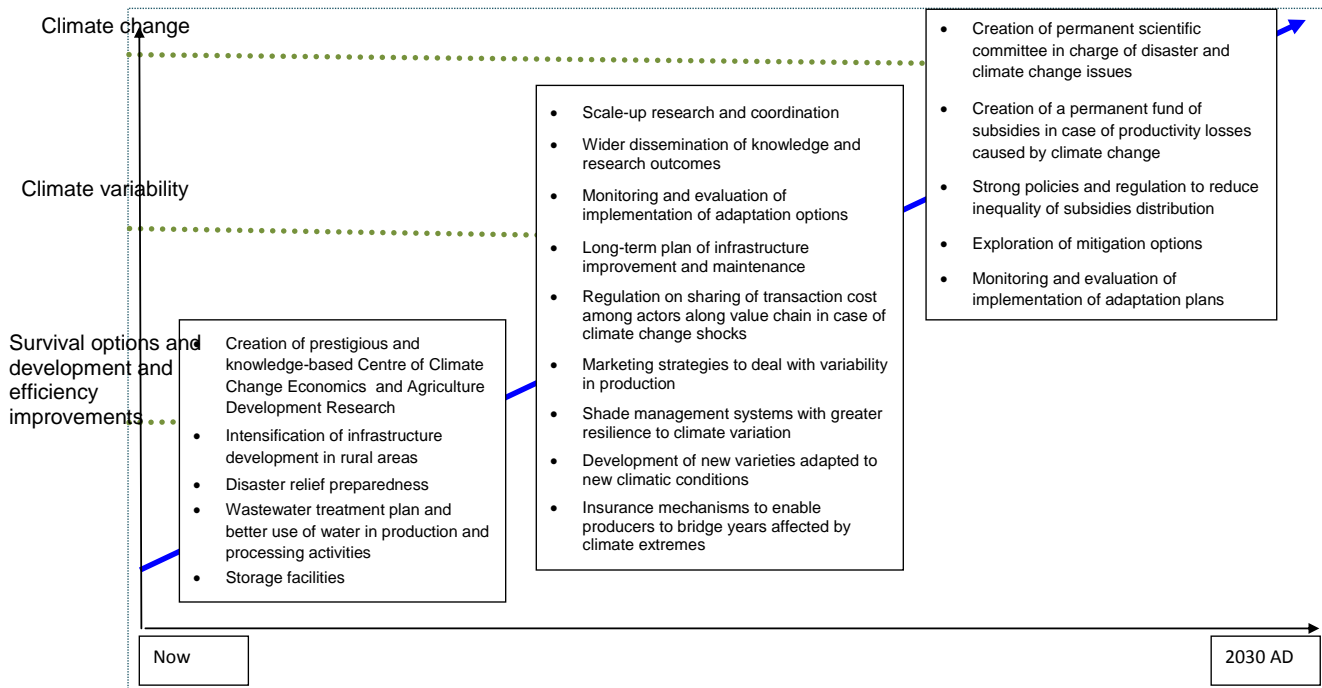 Climate change
Climate variability
Survival options and
development and
efficiency
improvements
• Creation of prestigious and
knowledge-based Centre of Climate
Change Economics and Agriculture
Development Research
• Intensification of infrastructure
development in rural areas
• Disaster relief preparedness
• Wastewater treatment plan and
better use of water in production and
processing activities
• Storage facilities
• Scale-up research and coordination
• Wider dissemination of knowledge and
research outcomes
• Monitoring and evaluation of
implementation of adaptation options
• Long-term plan of infrastructure
improvement and maintenance
• Regulation on sharing of transaction cost
among actors along value chain in case of
climate change shocks
• Marketing strategies to deal with variability
in production
• Shade management systems with greater
resilience to climate variation
• Development of new varieties adapted to
new climatic conditions
• Insurance mechanisms to enable
producers to bridge years affected by
climate extremes
• Creation of permanent scientific
committee in charge of disaster and
climate change issues
• Creation of a permanent fund of
subsidies in case of productivity losses
caused by climate change
• Strong policies and regulation to reduce
inequality of subsidies distribution
• Exploration of mitigation options
• Monitoring and evaluation of
implementation of adaptation plans
Now
2030 AD